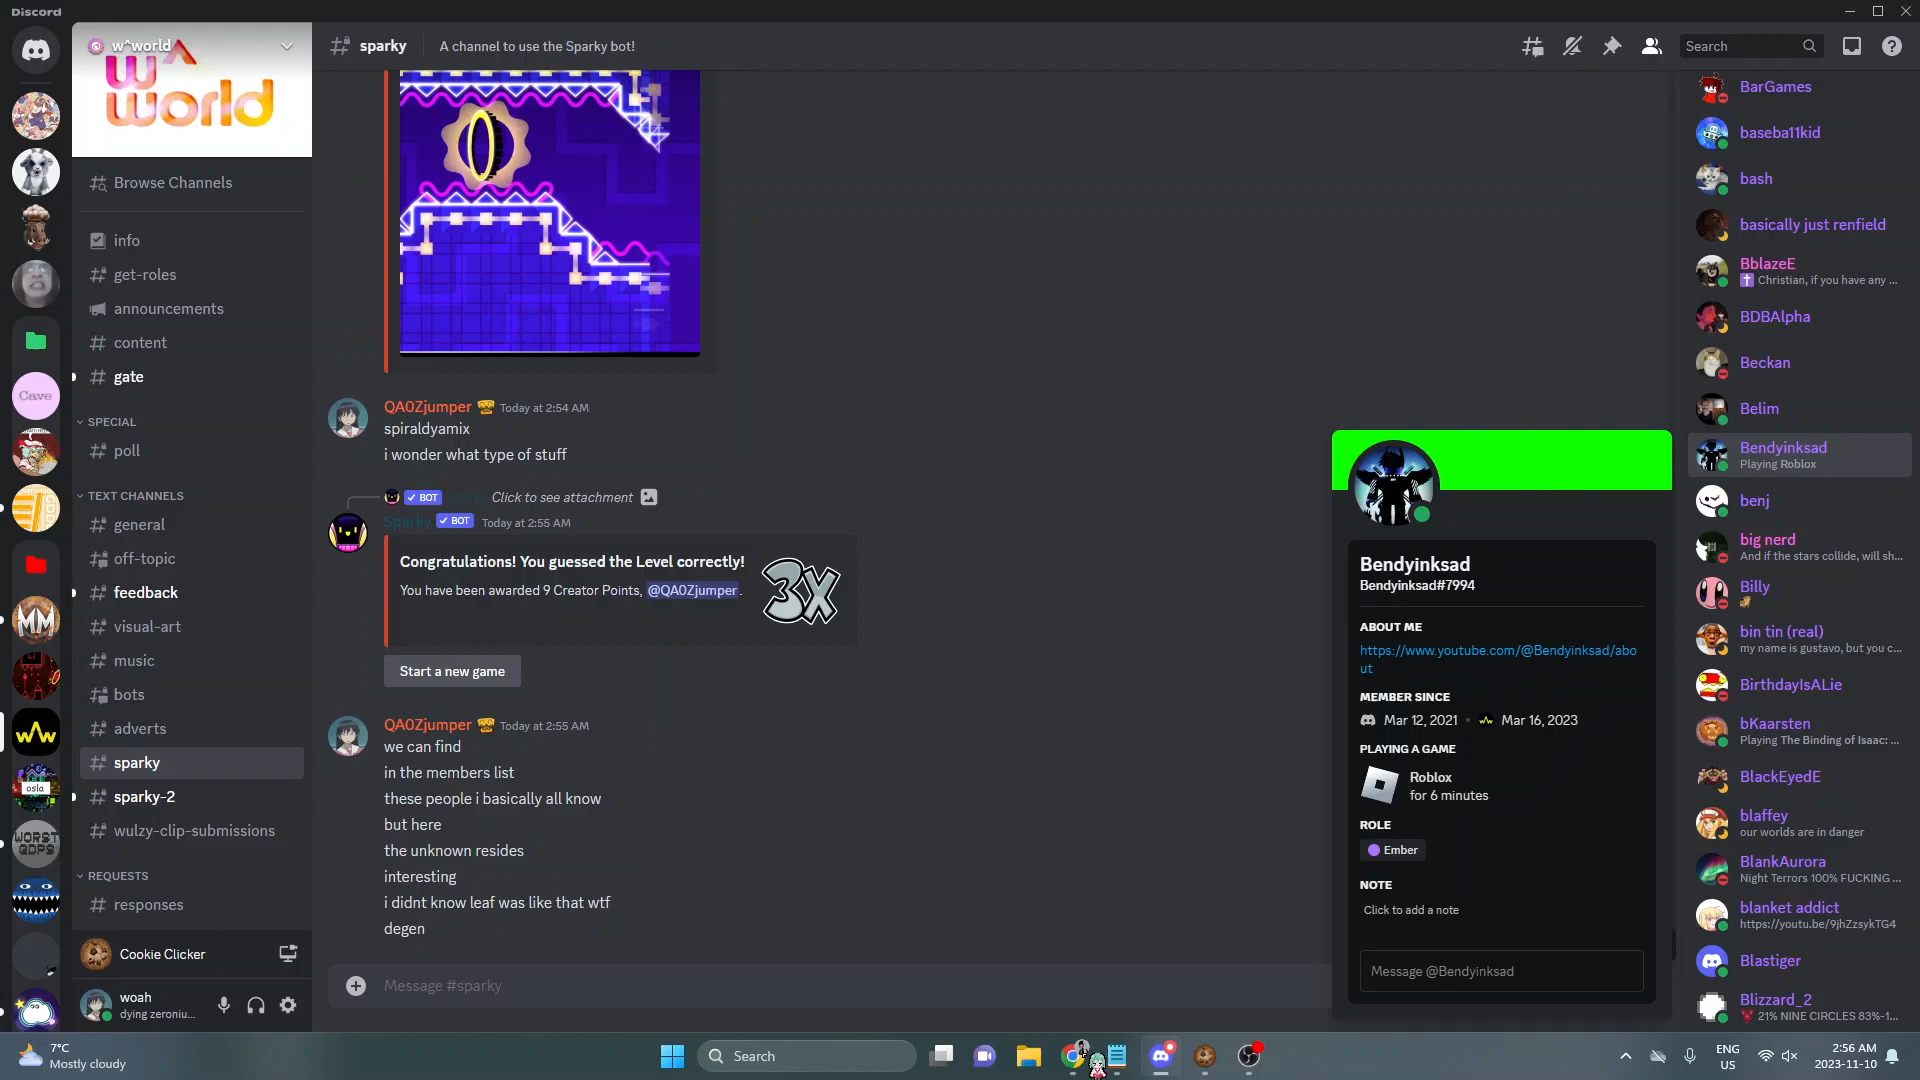 Discord
w^world
w^
world
Browse Channels
info
get-roles
announcements
content
gate
SPECIAL
poll
TEXT CHANNELS
general
off-topic
feedback
visual-art
music
bots
adverts
sparky
sparky-2
wulzy-clip-submissions
REQUESTS
responses
Cookie Clicker
woah
dying zeroniu...
Cave
osla
WORST
GDPS
sparky
A channel to use the Sparky bot!
Search
QA0Zjumper Today at 2:54 AM
spiraldyamix
i wonder what type of stuff
BOT Click to see attachment
Sparky BOT Today at 2:55 AM
Congratulations! You guessed the Level correctly!
You have been awarded 9 Creator Points, @QA0Zjumper.
3X
Start a new game
QA0Zjumper Today at 2:55 AM
we can find
in the members list
these people i basically all know
but here
the unknown resides
interesting
i didnt know leaf was like that wtf
degen
Message #sparky
Bendyinksad
Bendyinksad#7994
ABOUT ME
https://www.youtube.com/@Bendyinksad/abo
ut
MEMBER SINCE
Mar 12, 2021 • Mar 16, 2023
PLAYING A GAME
Roblox
for 6 minutes
ROLE
Ember
NOTE
Click to add a note
Message @Bendyinksad
BarGames
baseba11kid
bash
basically just renfield
BblazeE
Christian, if you have any ...
BDBAlpha
Beckan
Belim
Bendyinksad
Playing Roblox
benj
big nerd
And if the stars collide, will sh...
Billy
bin tin (real)
my name is gustavo, but you c...
BirthdayIsALie
bKaarsten
Playing The Binding of Isaac: ...
BlackEyedE
blaffey
our worlds are in danger
BlankAurora
Night Terrors 100% FUCKING ...
blanket addict
https://youtu.be/9jhZzsykTG4
Blastiger
Blizzard_2
21% NINE CIRCLES 83%-1...
7°C
Mostly cloudy
Search
ENG
US
2:56 AM
2023-11-10